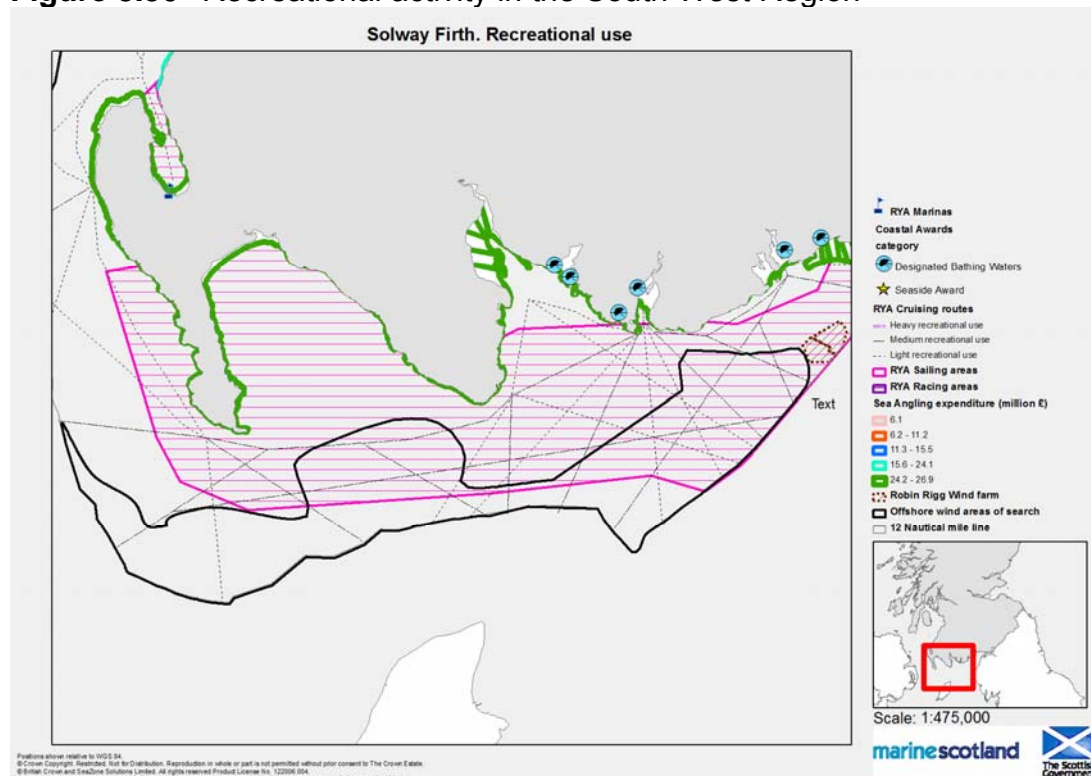 Recreational activity in the South West Region
Solway Firth. Recreational use
Text
RYA Marinas
Coastal Awards
category
Designated Bathing Waters
Seaside Award
RYA Cruising routes
Heavy recreational use
Medium recreational use
Light recreational use
RYA Sailing areas
RYA Racing areas
Sea Angling expenditure (million £)
6.1
6.2 - 11.2
11.3 - 15.5
15.6 - 24.1
24.2 - 26.9
Robin Rigg Wind farm
Offshore wind areas of search
12 Nautical mile line
Scale: 1:475,000
marinescotland
The Scottish
Government
Positions shown relative to WGS 84.
© Crown Copyright. Restricted. Not for Distribution. Reproduction in whole or part is not permitted without prior consent to The Crown Estate.
© British Crown and SeaZone Solutions Limited. All rights reserved Product License No. 122006.004.